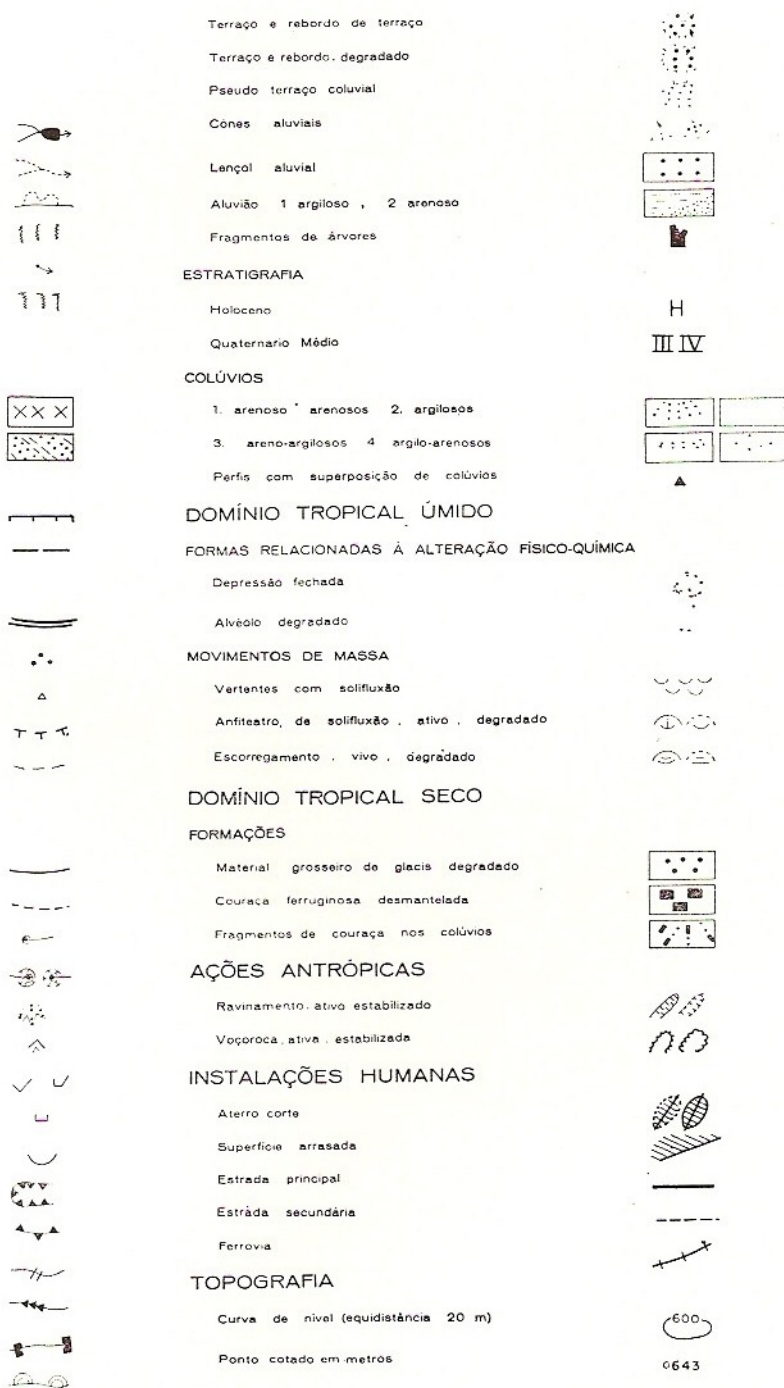 Terraço e rebordo de terraço
Terraço e rebordo. degradado
Pseudo terraço coluvial
Cones aluviais
Lençol aluvial
Aluvião 1 argiloso , 2 arenoso
Fragmentos de árvores
ESTRATIGRAFIA
Holoceno H
Quaternario Médio III IV
COLÚVIOS
1. arenoso arenosos 2. argilosos
3. areno-argilosos 4 argilo-arenosos
Perfis com superposição de colúvios
DOMÍNIO TROPICAL ÚMIDO
FORMAS RELACIONADAS À ALTERAÇÃO FÍSICO-QUÍMICA
Depressão fechada
Alvéolo degradado
MOVIMENTOS DE MASSA
Vertentes com solifluxão
Anfiteatro, de solifluxão , ativo , degradado
Escorregamento , vivo , degradado
DOMÍNIO TROPICAL SECO
FORMAÇÕES
Material grosseiro de glacis degradado
Couraça ferruginosa desmantelada
Fragmentos de couraça nos colúvios
AÇÕES ANTRÓPICAS
Ravinamento. ativo estabilizado
Voçoroca , ativa . estabilizada
INSTALAÇÕES HUMANAS
Aterro corte
Superfície arrasada
Estrada principal
Estráda secundária
Ferrovia
TOPOGRAFIA
Curva de nível (equidistância 20 m) 600
Ponto cotado em metros 0643